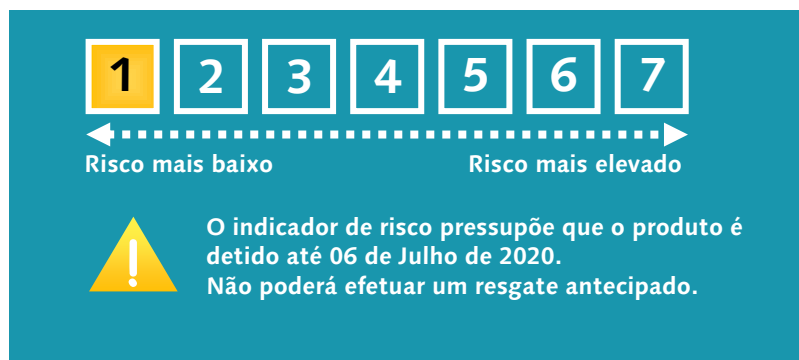 1 2 3 4 5 6 7
Risco mais baixo Risco mais elevado
O indicador de risco pressupõe que o produto é
detido até 06 de Julho de 2020.
Não poderá efetuar um resgate antecipado.